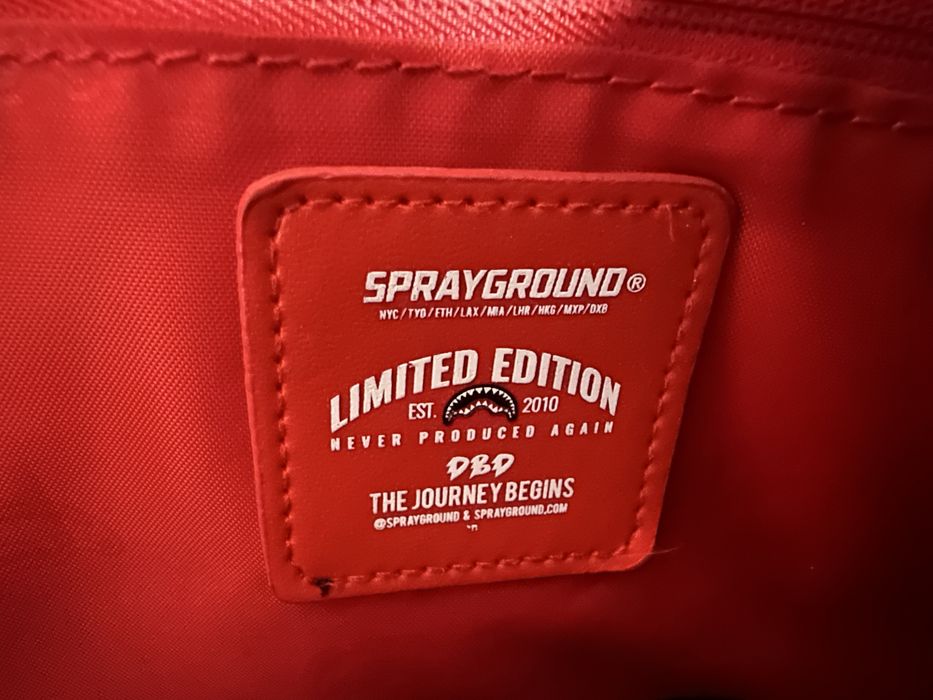 SPRAYGROUND®
NYC/TYO/ETH/LAX/MIA/LHR/HKG/MXP/DXB
LIMITED EDITION
EST. 2010
NEVER PRODUCED AGAIN
DBD
THE JOURNEY BEGINS
@SPRAYGROUND & SPRAYGROUND.COM